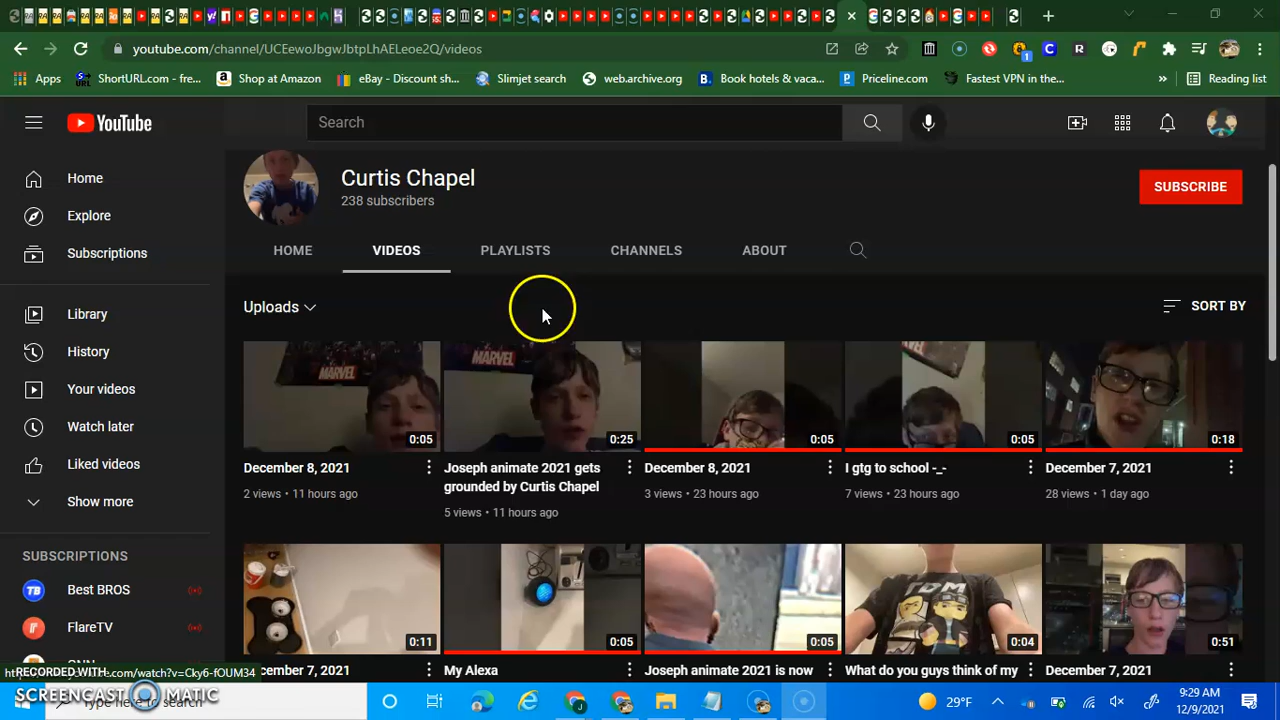 youtube.com/channel/UCEewoJbgwJbtpLhAELeoe2Q/videos
Apps
ShortURL.com - fre...
Shop at Amazon
eBay - Discount sh...
Slimjet search
web.archive.org
Book hotels & vaca...
Priceline.com
Fastest VPN in the...
»
Reading list
YouTube
Search
Home
Explore
Subscriptions
Library
History
Your videos
Watch later
Liked videos
Show more
SUBSCRIPTIONS
Best BROS
FlareTV
Curtis Chapel
238 subscribers
SUBSCRIBE
HOME
VIDEOS
PLAYLISTS
CHANNELS
ABOUT
Uploads
SORT BY
MARVEL
0:05
MARVEL
0:25
0:05
0:05
0:18
December 8, 2021
2 views • 11 hours ago
Joseph animate 2021 gets
grounded by Curtis Chapel
5 views • 11 hours ago
December 8, 2021
3 views • 23 hours ago
I gtg to school -_-
7 views • 23 hours ago
December 7, 2021
28 views • 1 day ago
0:11
0:05
0:05
TDM
0:04
0:51
December 7, 2021
My Alexa
Joseph animate 2021 is now
What do you guys think of my
December 7, 2021
RECORDED WITH
SCREENCAST MATIC
29°F
9:29 AM
12/9/2021